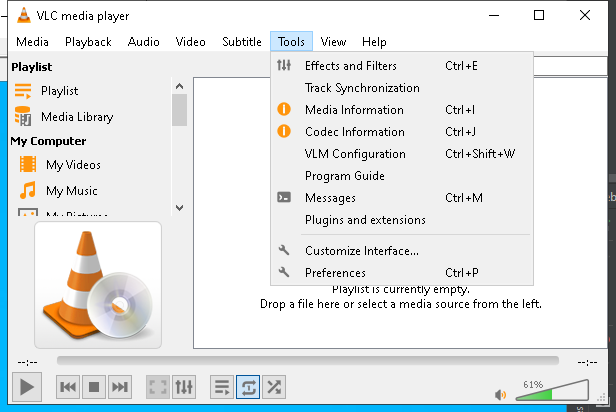 VLC media player
Media Playback Audio Video Subtitle Tools View Help
Playlist
Playlist
Media Library
My Computer
My Videos
My Music
My Pictures
Effects and Filters Ctrl+E
Track Synchronization
Media Information Ctrl+I
Codec Information Ctrl+J
VLM Configuration Ctrl+Shift+W
Program Guide
Messages Ctrl+M
Plugins and extensions
Customize Interface...
Preferences Ctrl+P
Playlist is currently empty.
Drop a file here or select a media source from the left.
--:-- --:--
61%